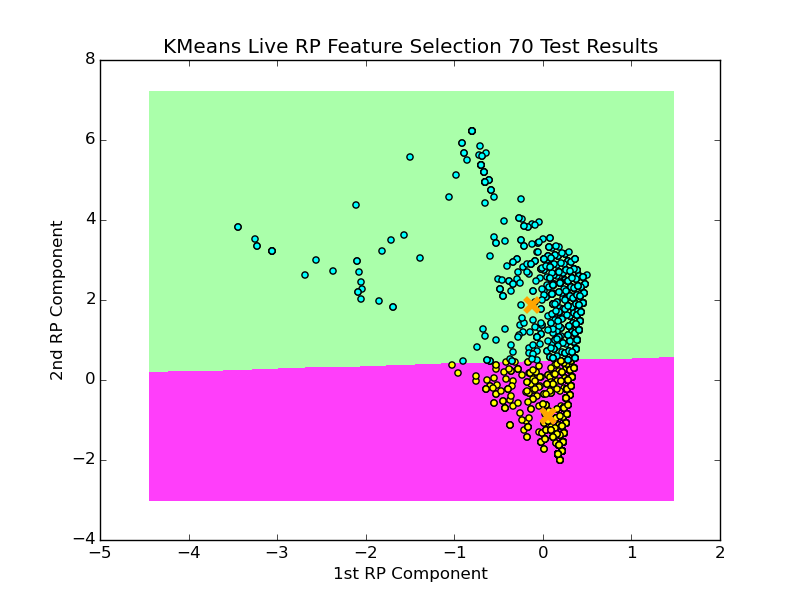 KMeans Live RP Feature Selection 70 Test Results
8
6
4
2
0
−2
−4
2nd RP Component
−5 −4 −3 −2 −1 0 1 2
1st RP Component